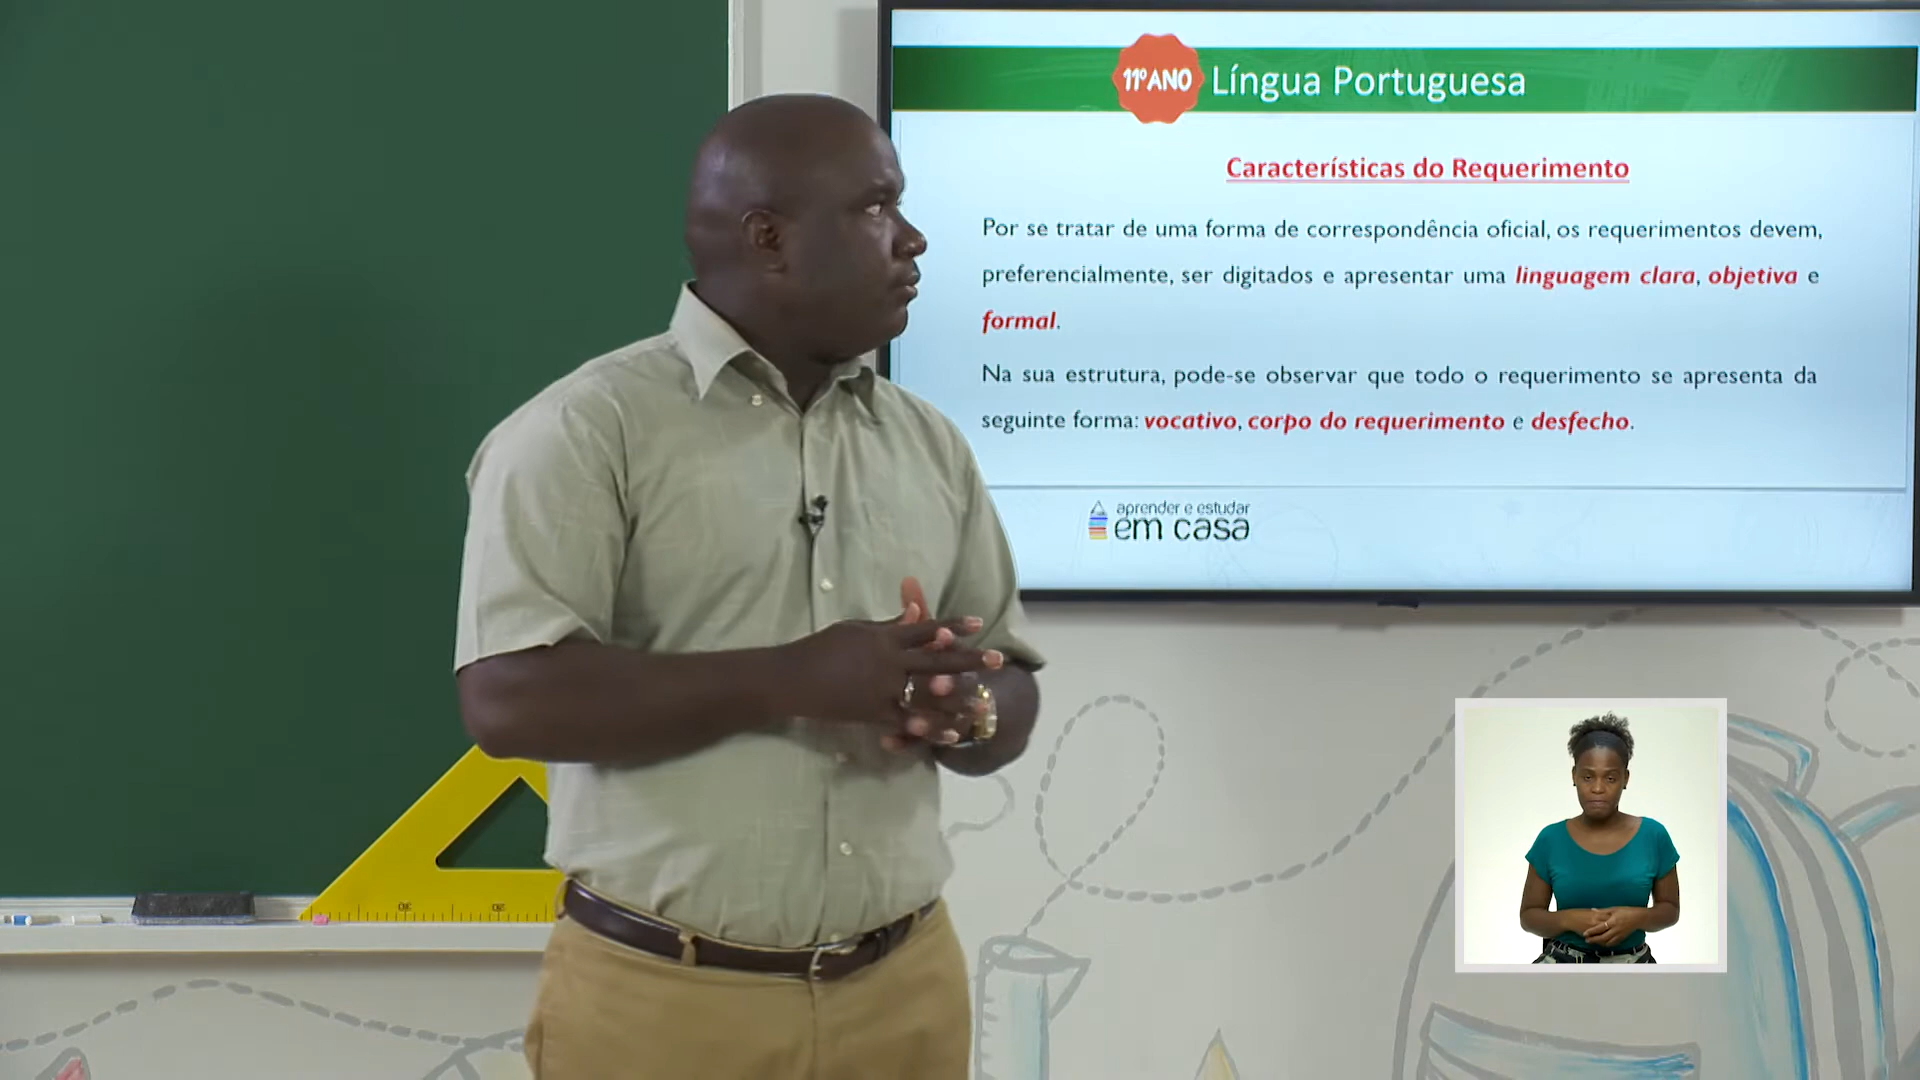 11ºANO Língua Portuguesa
Características do Requerimento
Por se tratar de uma forma de correspondência oficial, os requerimentos devem,
preferencialmente, ser digitados e apresentar uma linguagem clara, objetiva e
formal.
Na sua estrutura, pode-se observar que todo o requerimento se apresenta da
seguinte forma: vocativo, corpo do requerimento e desfecho.
aprender e estudar
em casa